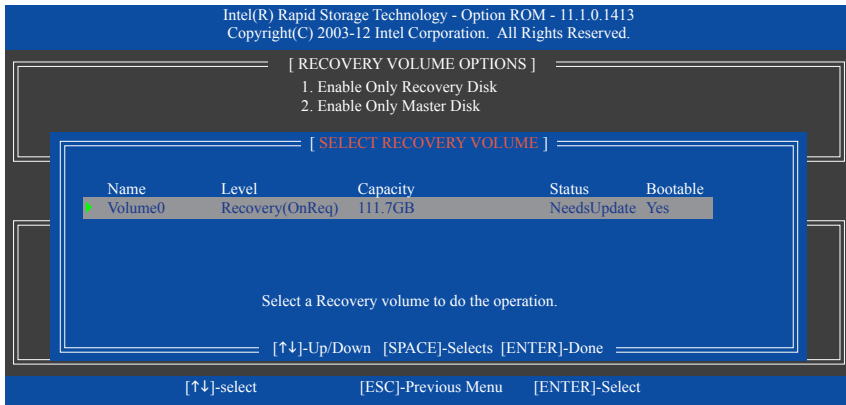 Intel(R) Rapid Storage Technology - Option ROM - 11.1.0.1413
Copyright(C) 2003-12 Intel Corporation. All Rights Reserved.
[ RECOVERY VOLUME OPTIONS ]
1. Enable Only Recovery Disk
2. Enable Only Master Disk
[ SELECT RECOVERY VOLUME ]
Name Level Capacity Status Bootable
Volume0 Recovery(OnReq) 111.7GB NeedsUpdate Yes
Select a Recovery volume to do the operation.
[↑↓]-Up/Down [SPACE]-Selects [ENTER]-Done
[↑↓]-select [ESC]-Previous Menu [ENTER]-Select